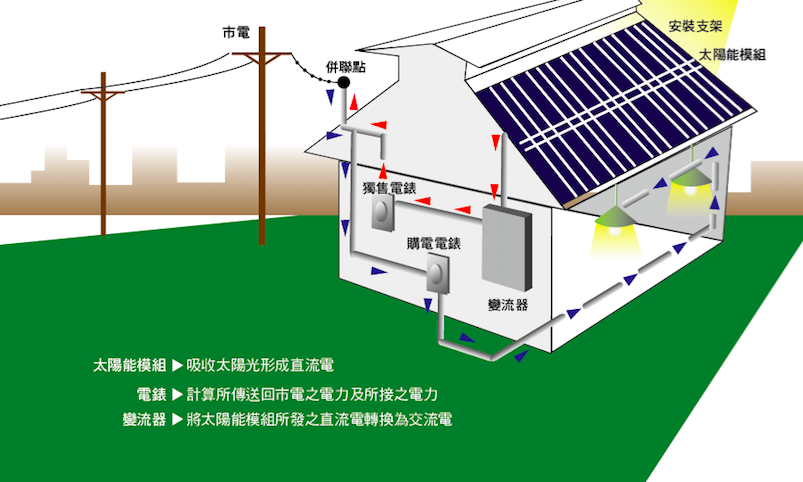 市電
安裝支架
太陽能模組
併聯點
獨售電錶
購電電錶
變流器
太陽能模組 ▶ 吸收太陽光形成直流電
電錶 ▶ 計算所傳送回市電之電力及所接之電力
變流器 ▶ 將太陽能模組所發之直流電轉換為交流電